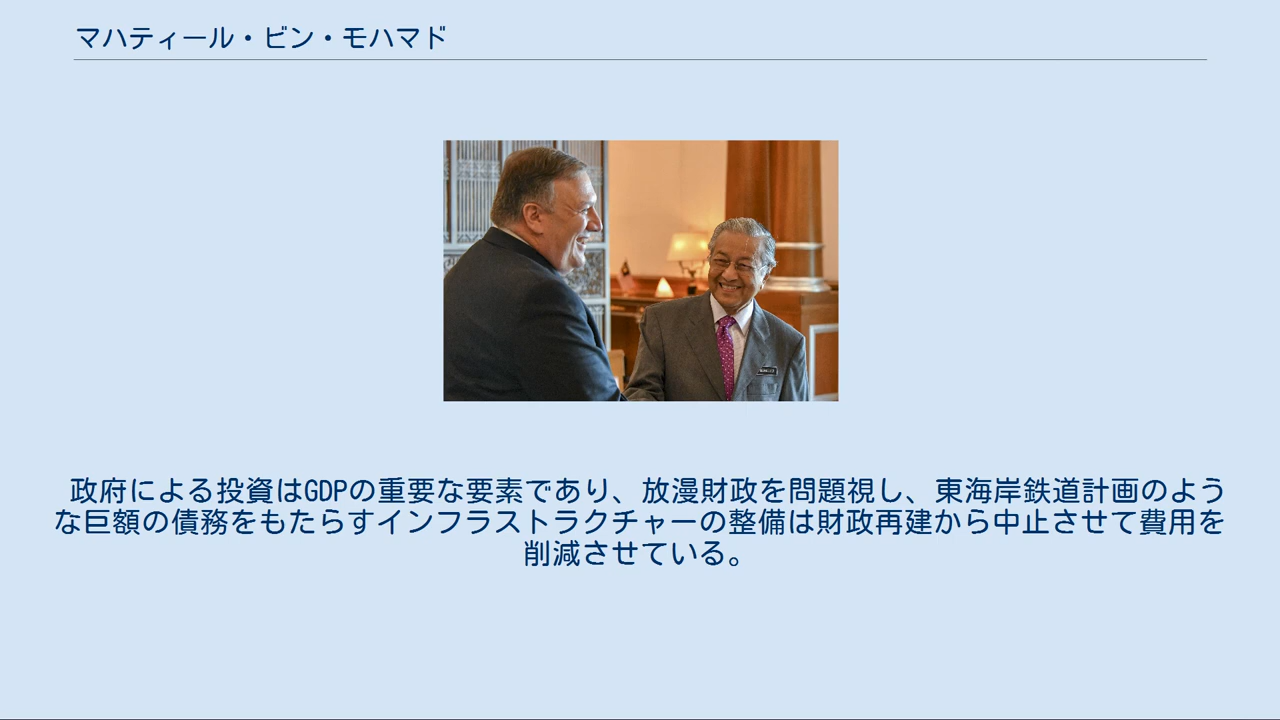 マハティール・ビン・モハマド
政府による投資はGDPの重要な要素であり、放漫財政を問題視し、東海岸鉄道計画のよう
な巨額の債務をもたらすインフラストラクチャーの整備は財政再建から中止させて費用を
削減させている。